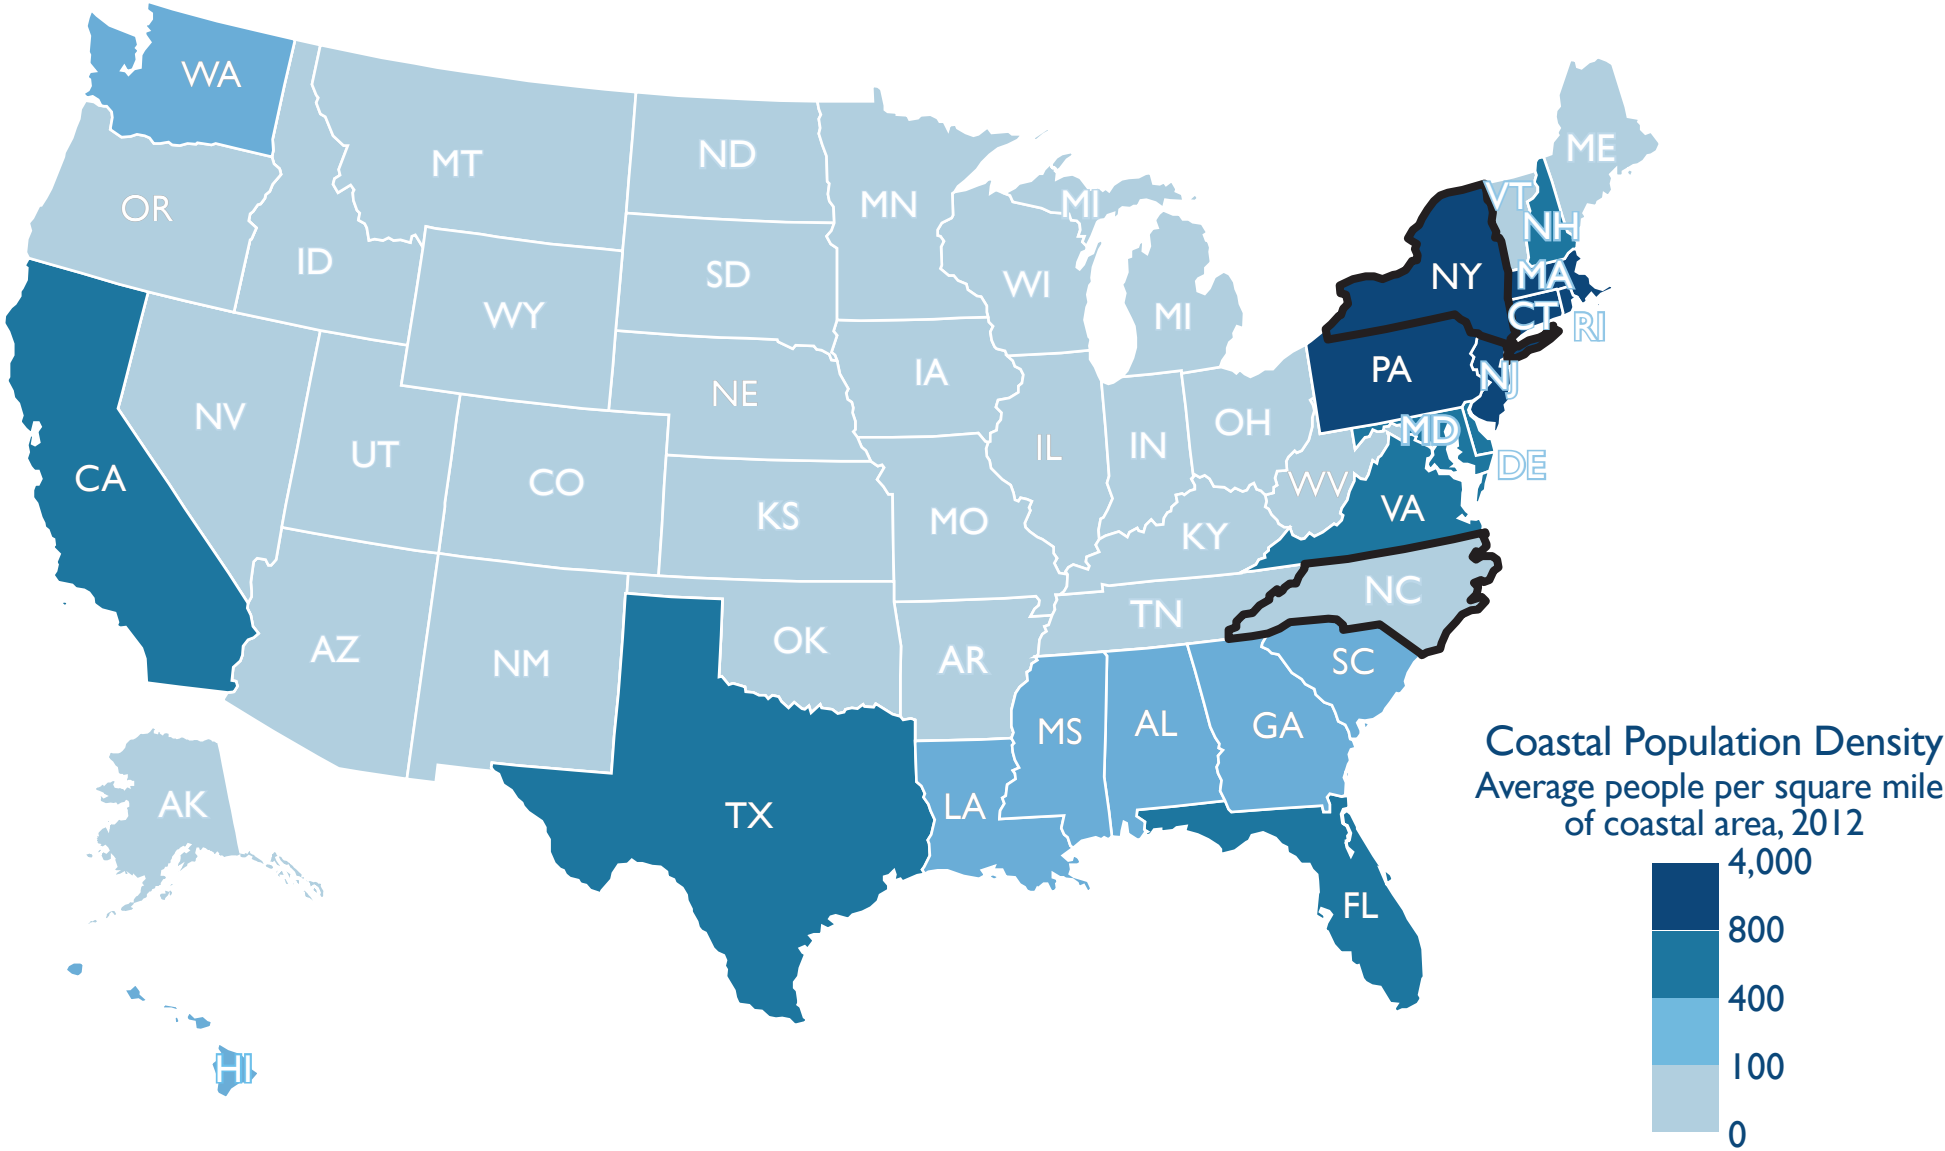 WA
MT
ND
MN
MI
ME
VT
NH
OR
ID
WY
SD
WI
MI
NY
MA
CT
RI
NV
UT
CO
NE
IA
IL
IN
OH
PA
NJ
MD
DE
CA
KS
MO
KY
WV
VA
AZ
NM
OK
AR
TN
NC
SC
MS
AL
GA
TX
LA
FL
AK
HI
Coastal Population Density
Average people per square mile
of coastal area, 2012
4,000
800
400
100
0